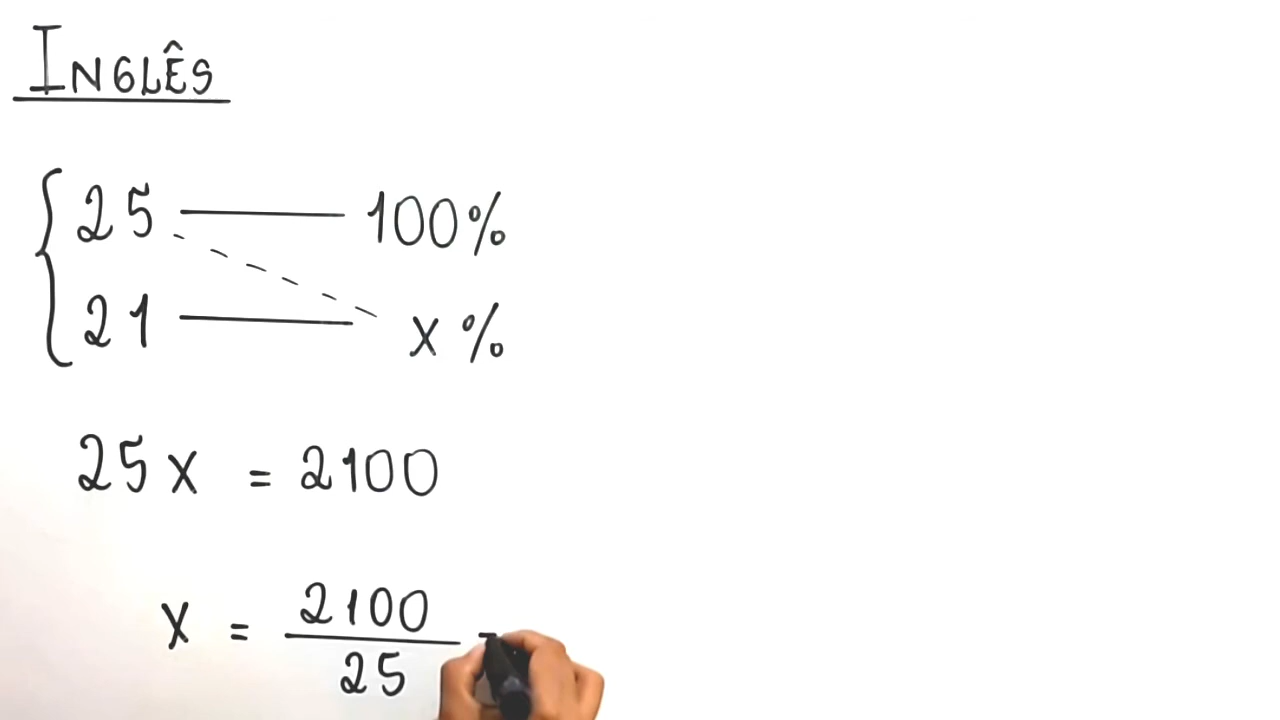 INGLÊS
25 100%
21 x%
25x = 2100
x = 2100
25